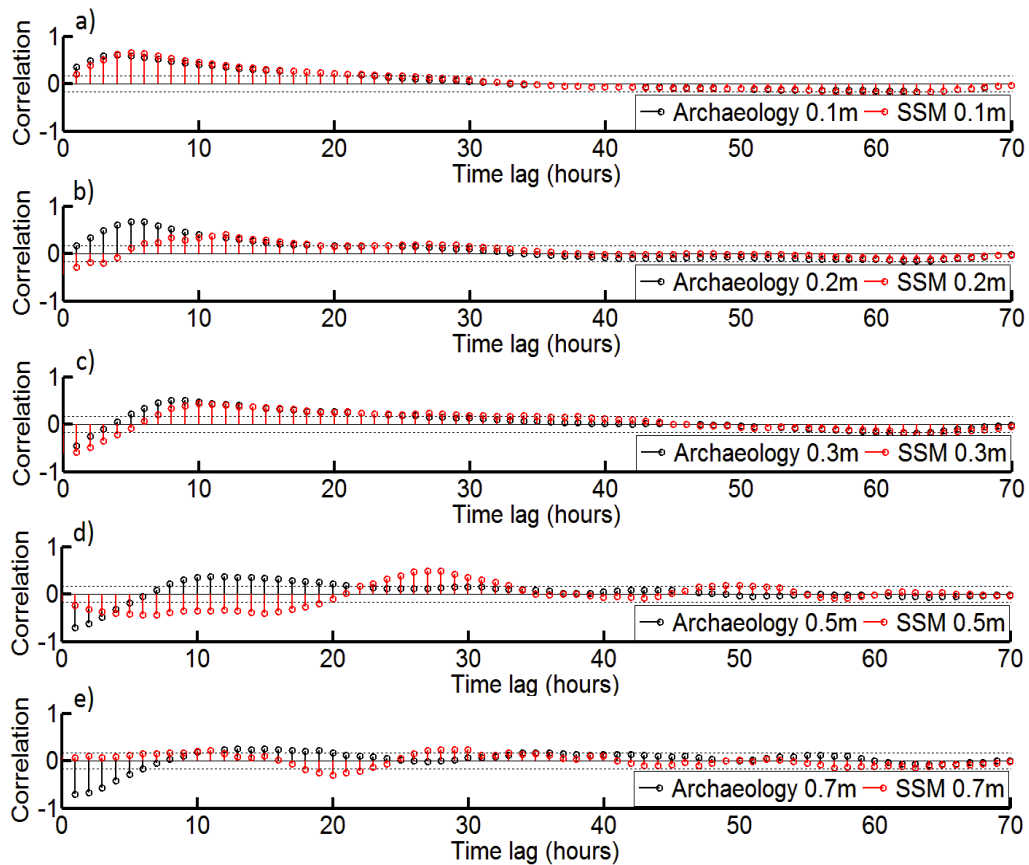 a)
Correlation
1
0
-1
Archaeology 0.1m SSM 0.1m
0 10 20 30 40 50 60 70
Time lag (hours)
b)
Correlation
1
0
-1
Archaeology 0.2m SSM 0.2m
0 10 20 30 40 50 60 70
Time lag (hours)
c)
Correlation
1
0
-1
Archaeology 0.3m SSM 0.3m
0 10 20 30 40 50 60 70
Time lag (hours)
d)
Correlation
1
0
-1
Archaeology 0.5m SSM 0.5m
0 10 20 30 40 50 60 70
Time lag (hours)
e)
Correlation
1
0
-1
Archaeology 0.7m SSM 0.7m
0 10 20 30 40 50 60 70
Time lag (hours)